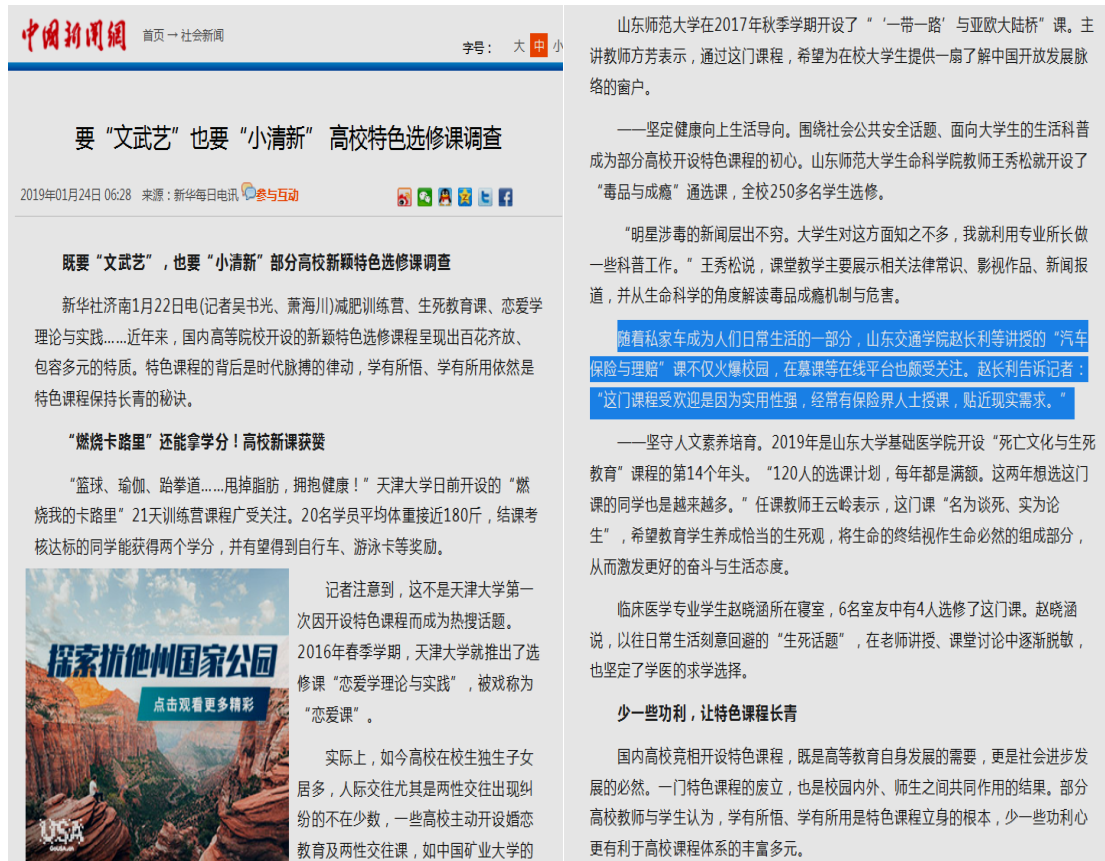 中国新闻网
首页→社会新闻
字号： 大 中 小
要“文武艺”也要“小清新” 高校特色选修课调查
2019年01月24日 06:28 来源：新华每日电讯 参与互动
既要“文武艺”，也要“小清新”部分高校新颖特色选修课调查
新华社济南1月22日电(记者吴书光、萧海川)减肥训练营、生死教育课、恋爱学
理论与实践……近年来，国内高等院校开设的新颖特色选修课程呈现出百花齐放、
包容多元的特质。特色课程的背后是时代脉搏的律动，学有所悟、学有所用依然是
特色课程保持长青的秘诀。
“燃烧卡路里”还能拿学分！高校新课获赞
“篮球、瑜伽、跆拳道……甩掉脂肪，拥抱健康！”天津大学日前开设的“燃
烧我的卡路里”21天训练营课程广受关注。20名学员平均体重接近180斤，结课考
核达标的同学能获得两个学分，并有望得到自行车、游泳卡等奖励。
探索犹他州国家公园
点击观看更多精彩
USA
GoUSA.cn
记者注意到，这不是天津大学第一
次因开设特色课程而成为热搜话题。
2016年春季学期，天津大学就推出了选
修课“恋爱学理论与实践”，被戏称为
“恋爱课”。
实际上，如今高校在校生独生子女
居多，人际交往尤其是两性交往出现纠
纷的不在少数，一些高校主动开设婚恋
教育及两性交往课，如中国矿业大学的
山东师范大学在2017年秋季学期开设了“‘一带一路’与亚欧大陆桥”课。主
讲教师方芳表示，通过这门课程，希望为在校大学生提供一扇了解中国开放发展脉
络的窗户。
——坚定健康向上生活导向。围绕社会公共安全话题、面向大学生的生活科普
成为部分高校开设特色课程的初心。山东师范大学生命科学院教师王秀松就开设了
“毒品与成瘾”通选课，全校250多名学生选修。
“明星涉毒的新闻层出不穷。大学生对这方面知之不多，我就利用专业所长做
一些科普工作。”王秀松说，课堂教学主要展示相关法律常识、影视作品、新闻报
道，并从生命科学的角度解读毒品成瘾机制与危害。
随着私家车成为人们日常生活的一部分，山东交通学院赵长利等讲授的“汽车
保险与理赔”课不仅火爆校园，在慕课等在线平台也颇受关注。赵长利告诉记者：
“这门课程受欢迎是因为实用性强，经常有保险界人士授课，贴近现实需求。”
——坚守人文素养培育。2019年是山东大学基础医学院开设“死亡文化与生死
教育”课程的第14个年头。“120人的选课计划，每年都是满额。这两年想选这门
课的同学也是越来越多。”任课教师王云岭表示，这门课“名为谈死、实为论
生”，希望教育学生养成恰当的生死观，将生命的终结视作生命必然的组成部分，
从而激发更好的奋斗与生活态度。
临床医学专业学生赵晓涵所在寝室，6名室友中有4人选修了这门课。赵晓涵
说，以往日常生活刻意回避的“生死话题”，在老师讲授、课堂讨论中逐渐脱敏，
也坚定了学医的求学选择。
少一些功利，让特色课程长青
国内高校竞相开设特色课程，既是高等教育自身发展的需要，更是社会进步发
展的必然。一门特色课程的废立，也是校园内外、师生之间共同作用的结果。部分
高校教师与学生认为，学有所悟、学有所用是特色课程立身的根本，少一些功利心
更有利于高校课程体系的丰富多元。